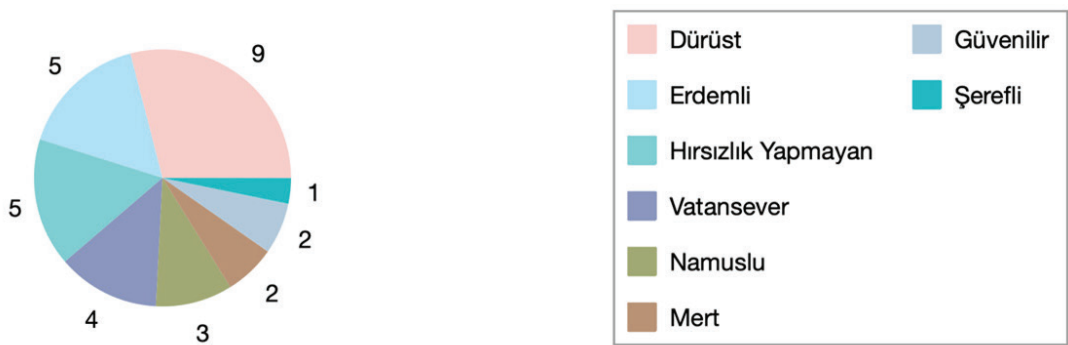 9
5
5
4
3
2
2
1
Dürüst
Erdemli
Hırsızlık Yapmayan
Vatansever
Namuslu
Mert
Güvenilir
Şerefli